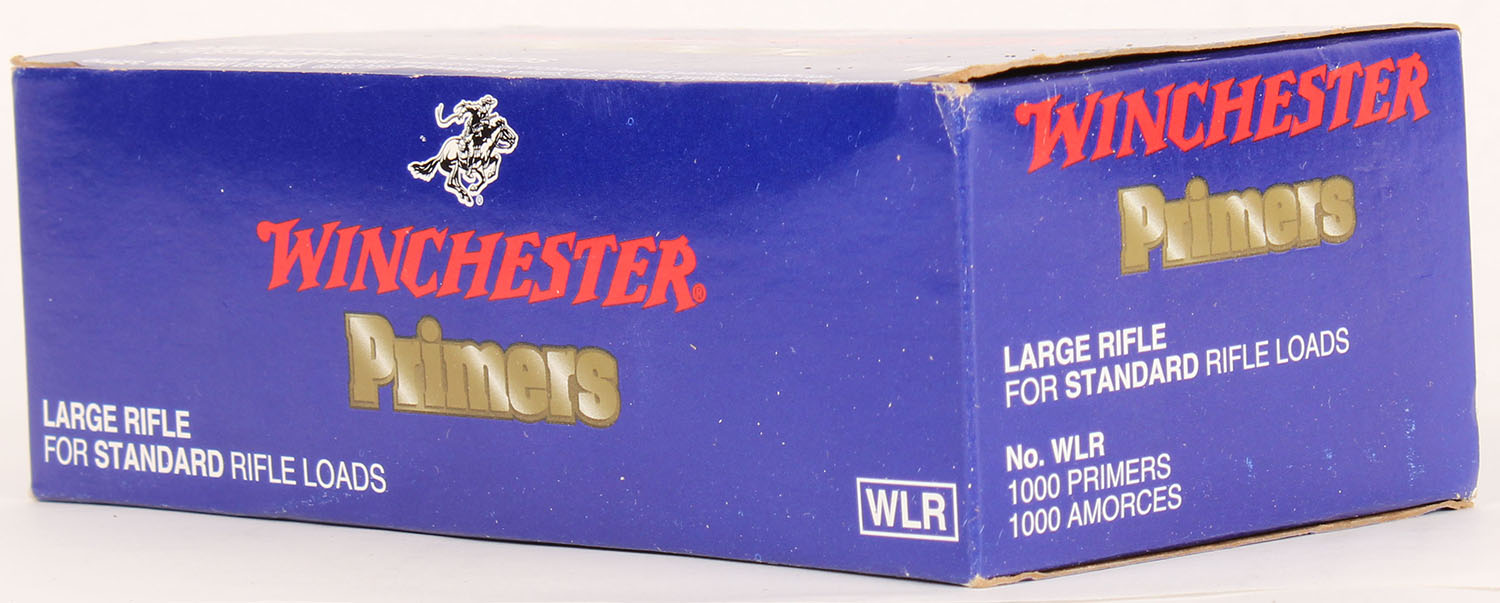 WINCHESTER®
Primers
LARGE RIFLE
FOR STANDARD RIFLE LOADS
WLR
WINCHESTER
Primers
LARGE RIFLE
FOR STANDARD RIFLE LOADS
No. WLR
1000 PRIMERS
1000 AMORCES